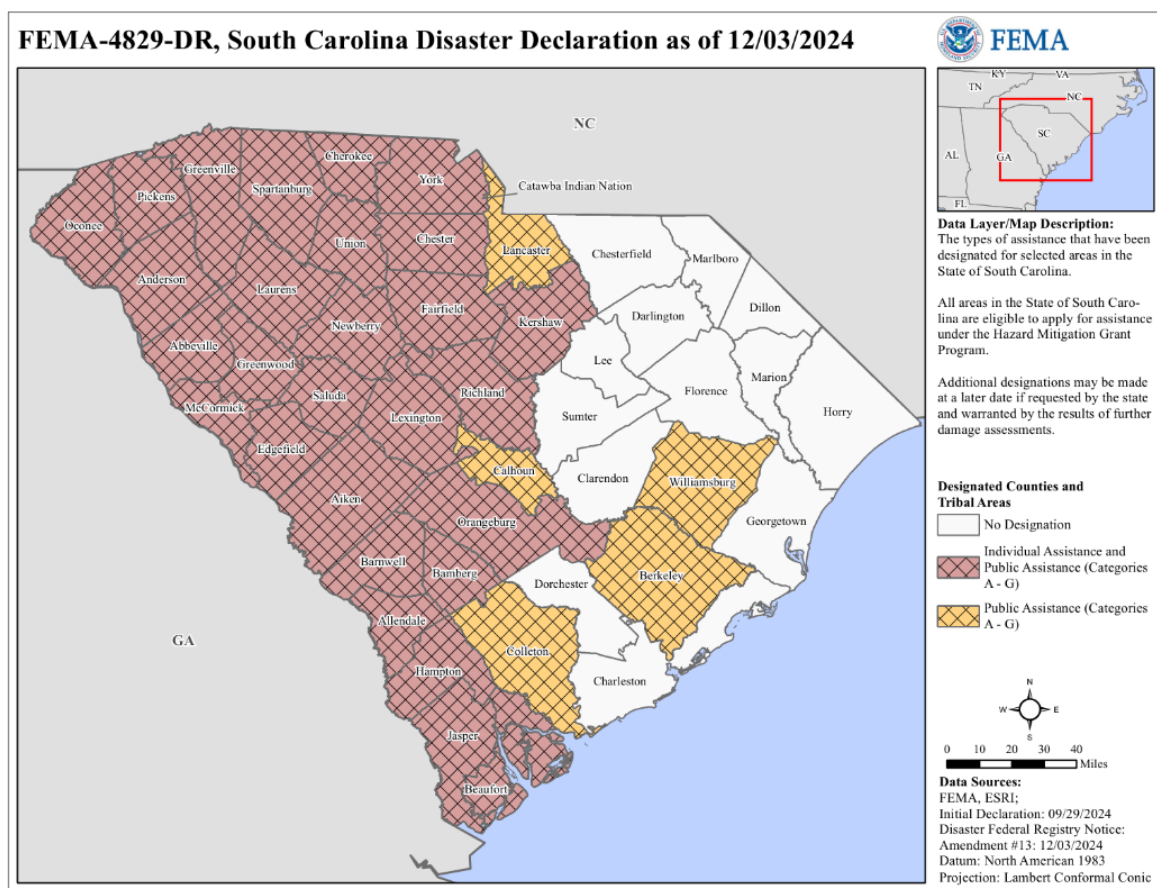 FEMA-4829-DR, South Carolina Disaster Declaration as of 12/03/2024
FEMA
NC
Cherokee
Greenville
York
Pickens
Spartanburg
Catawba Indian Nation
Oconee
Union
Chester
Lancaster
Chesterfield
Marlboro
Anderson
Laurens
Fairfield
Dillon
Darlington
Newberry
Kershaw
Abbeville
Greenwood
Lee
Marion
Richland
Florence
Saluda
McCormick
Lexington
Sumter
Horry
Edgefield
Calhoun
Clarendon
Williamsburg
Aiken
Orangeburg
Georgetown
Barnwell
Bamberg
Dorchester
Berkeley
Allendale
GA
Colleton
Hampton
Charleston
Jasper
Beaufort
KY
VA
TN
NC
SC
AL
GA
FL
Data Layer/Map Description:
The types of assistance that have been
designated for selected areas in the
State of South Carolina.
All areas in the State of South Caro-
lina are eligible to apply for assistance
under the Hazard Mitigation Grant
Program.
Additional designations may be made
at a later date if requested by the state
and warranted by the results of further
damage assessments.
Designated Counties and
Tribal Areas
No Designation
Individual Assistance and
Public Assistance (Categories
A - G)
Public Assistance (Categories
A - G)
N
W E
S
0 10 20 30 40
Miles
Data Sources:
FEMA, ESRI;
Initial Declaration: 09/29/2024
Disaster Federal Registry Notice:
Amendment #13: 12/03/2024
Datum: North American 1983
Projection: Lambert Conformal Conic